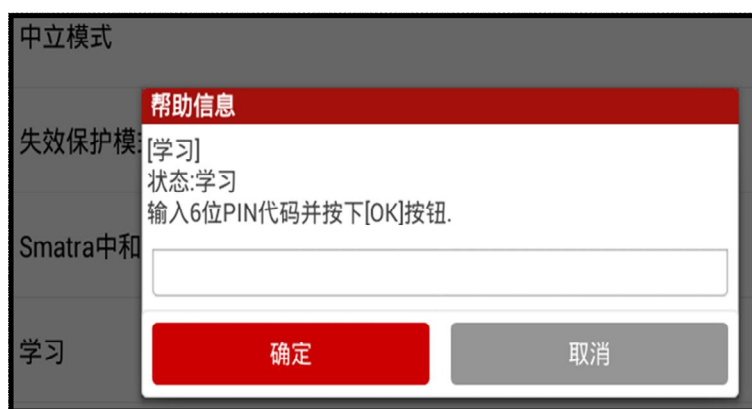 中立模式
帮助信息
失效保护模
[学习]
状态:学习
输入6位PIN代码并按下[OK]按钮.
Smatra中和
学习
确定
取消